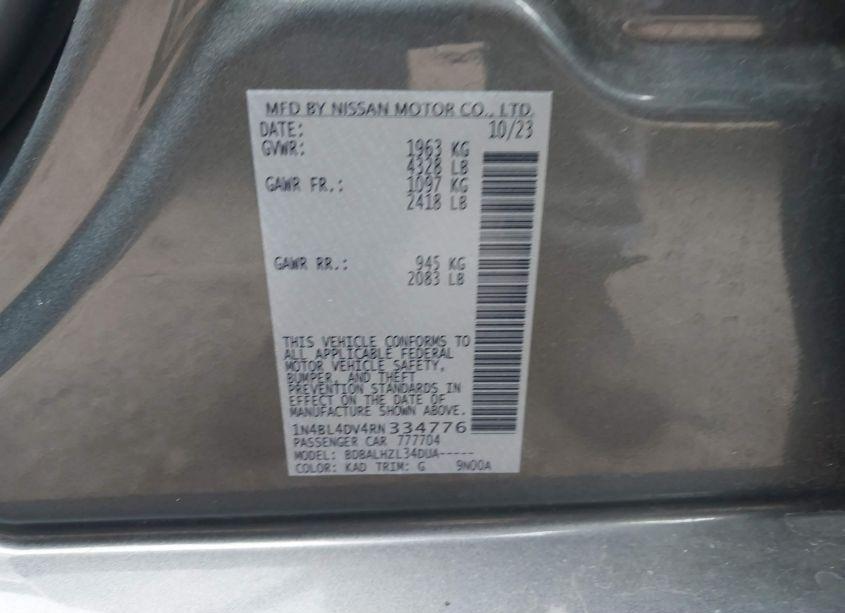 MFD BY NISSAN MOTOR CO., LTD.
DATE: 10/23
GVWR: 1963 KG
4328 LB
GAWR FR.: 1097 KG
2418 LB
GAWR RR.: 945 KG
2083 LB
THIS VEHICLE CONFORMS TO
ALL APPLICABLE FEDERAL
MOTOR VEHICLE SAFETY,
BUMPER, AND THEFT
PREVENTION STANDARDS IN
EFFECT ON THE DATE OF
MANUFACTURE SHOWN ABOVE.
1N4BL4DV4RN334776
PASSENGER CAR 777704
MODEL: BDBALHZL34DUA-----
COLOR: KAD TRIM: G 9N00A